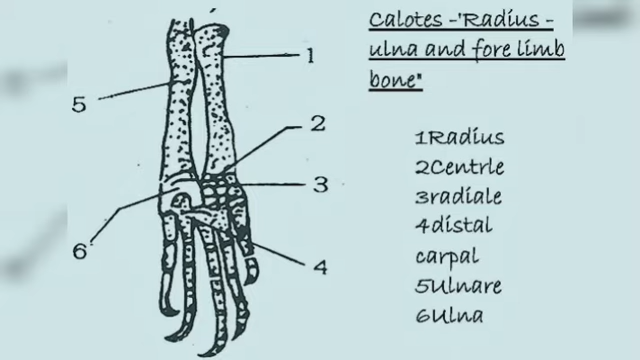 Calotes -"Radius -
ulna and fore limb
bone"
1
2
3
4
5
6
1Radius
2Centrle
3radiale
4distal
carpal
5Ulnare
6Ulna